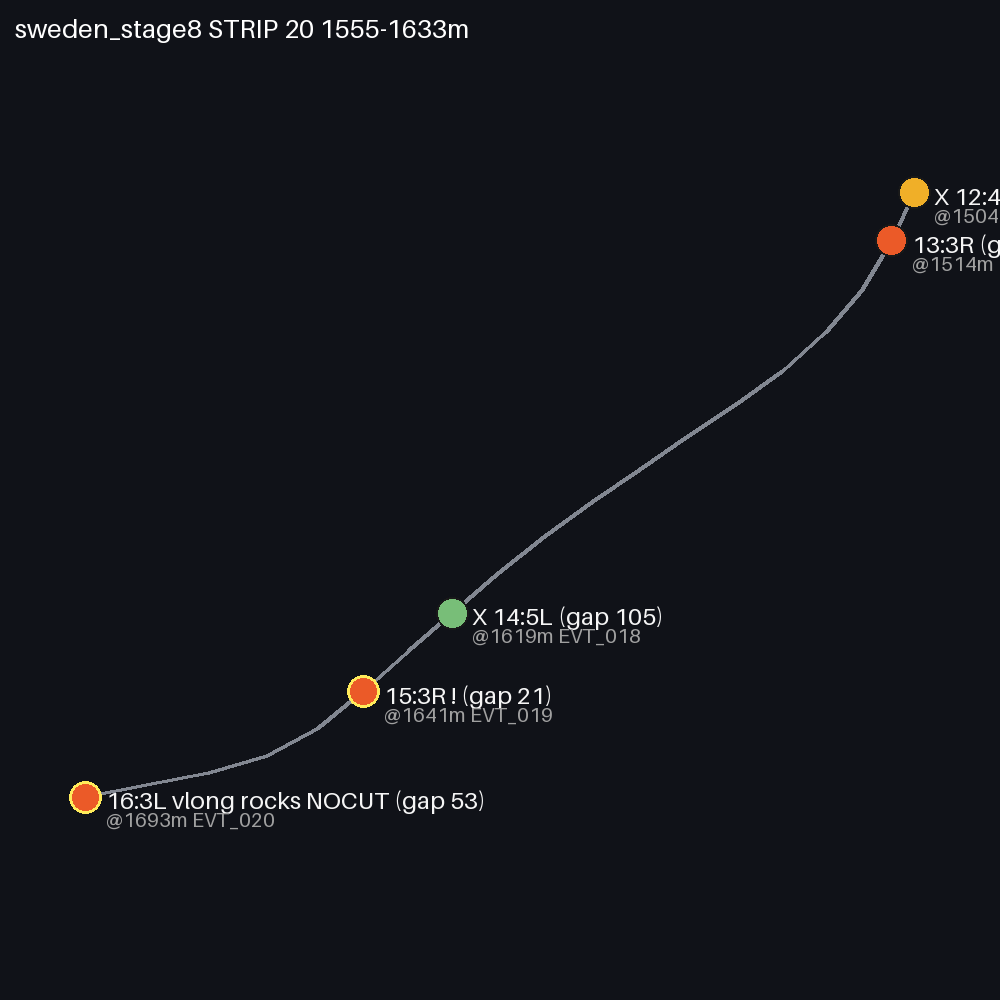 sweden_stage8 STRIP 20 1555-1633m
X 12:4
@1504
13:3R (g
@1514m
X 14:5L (gap 105)
@1619m EVT_018
15:3R ! (gap 21)
@1641m EVT_019
16:3L vlong rocks NOCUT (gap 53)
@1693m EVT_020